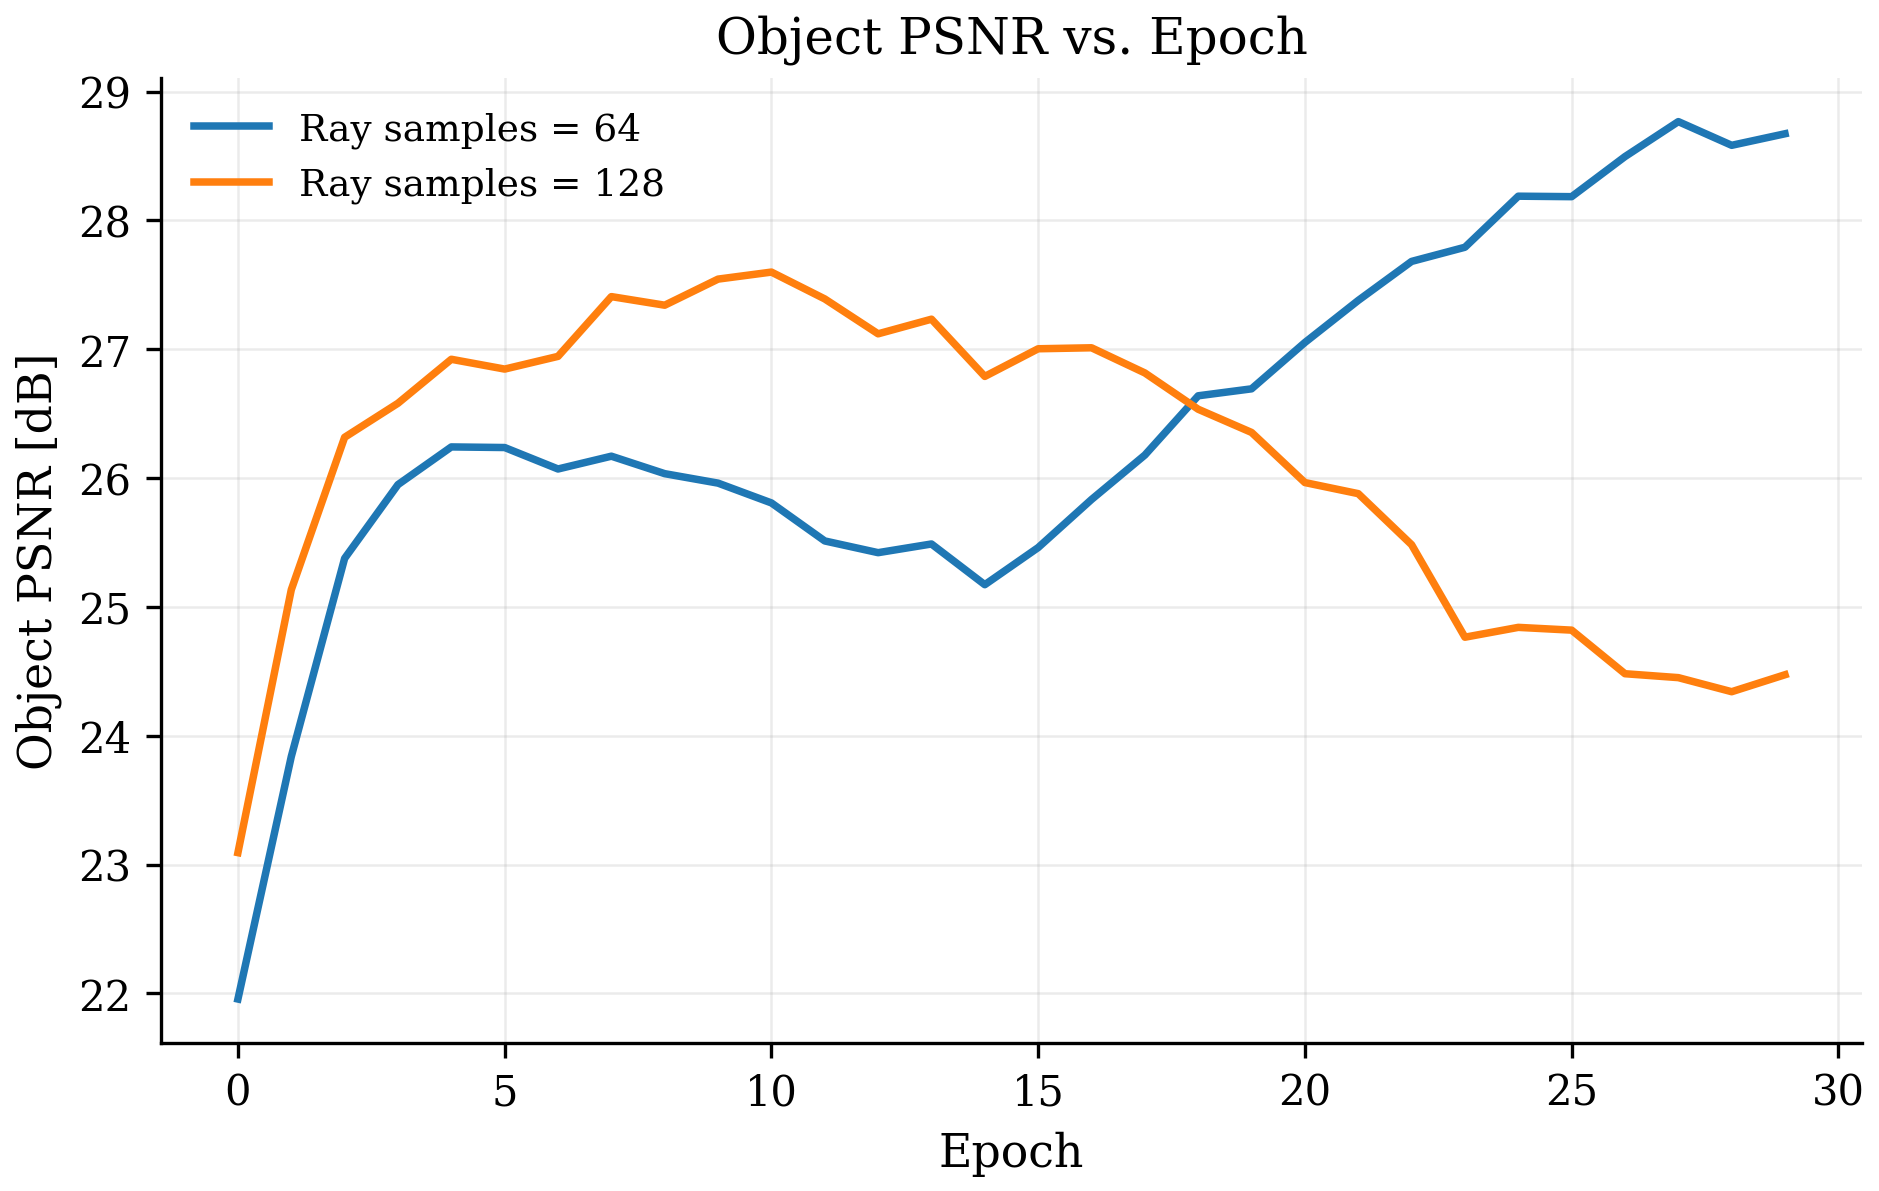 Object PSNR vs. Epoch
Ray samples = 64
Ray samples = 128
Object PSNR [dB]
29
28
27
26
25
24
23
22
0 5 10 15 20 25 30
Epoch